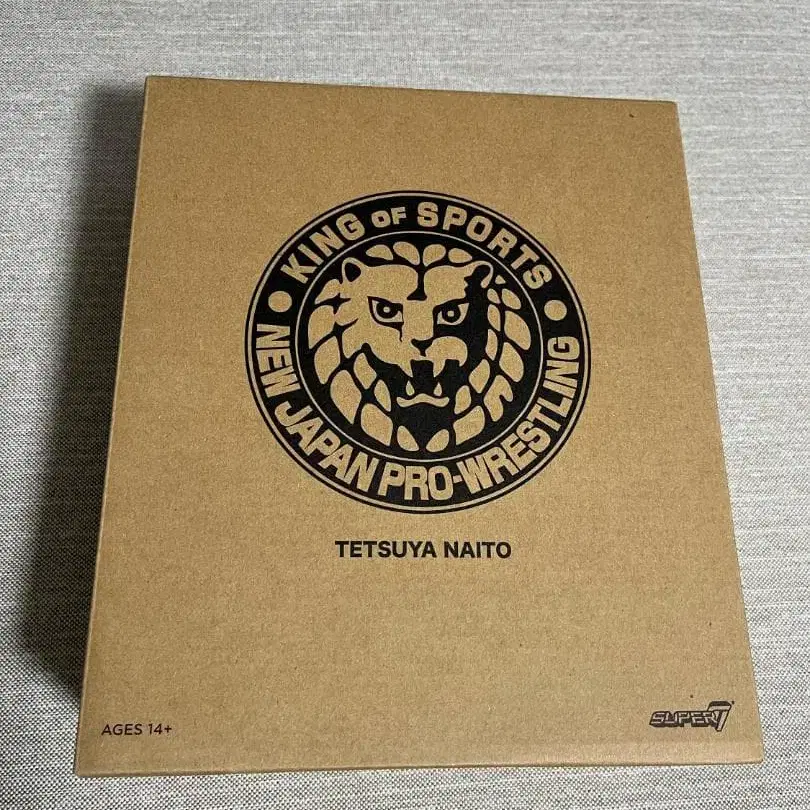 KING OF SPORTS
NEW JAPAN PRO-WRESTLING
TETSUYA NAITO
AGES 14+
SUPER7